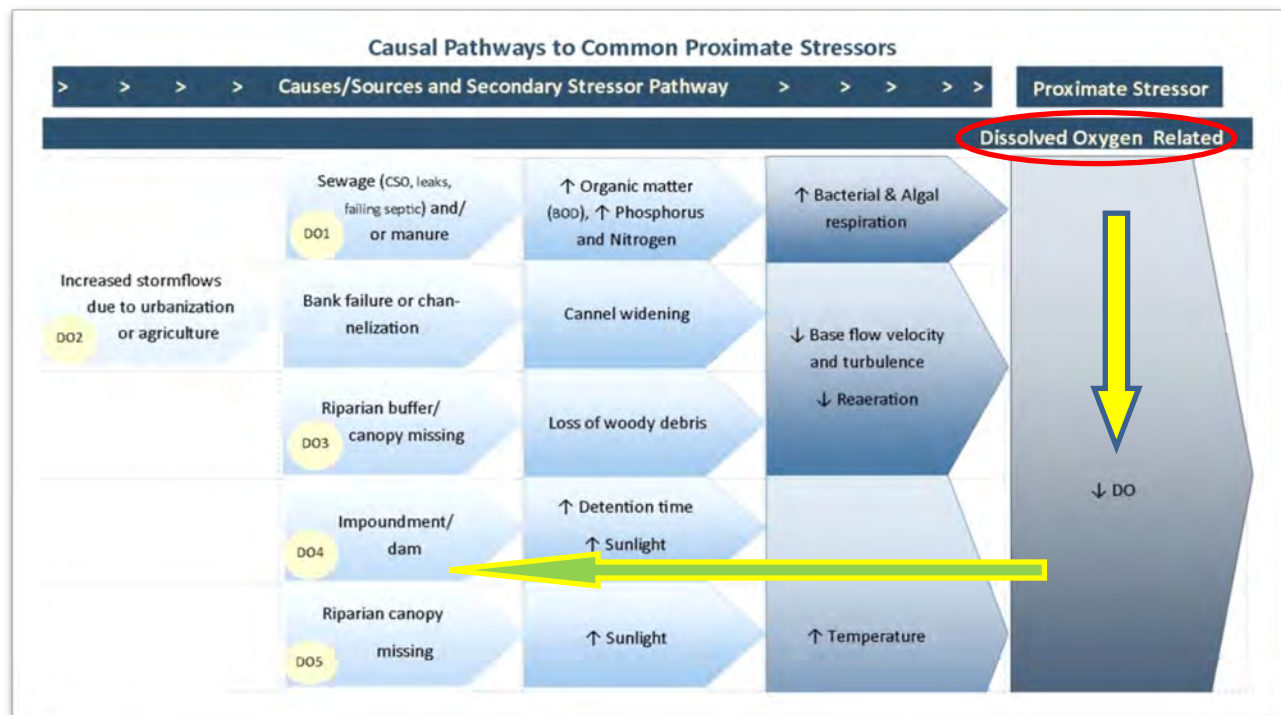 Causal Pathways to Common Proximate Stressors
> > > > Causes/Sources and Secondary Stressor Pathway > > > > >
Proximate Stressor
Dissolved Oxygen Related
Increased stormflows
due to urbanization
DO2 or agriculture
Sewage (CSO, leaks,
failing septic) and/
DO1 or manure
↑ Organic matter
(BOD), ↑ Phosphorus
and Nitrogen
↑ Bacterial & Algal
respiration
Bank failure or chan-
nelization
Cannel widening
↓ Base flow velocity
and turbulence
↓ Reaeration
Riparian buffer/
DO3 canopy missing
Loss of woody debris
Impoundment/
DO4 dam
↑ Detention time
↑ Sunlight
Riparian canopy
missing
DO5
↑ Sunlight
↑ Temperature
↓ DO